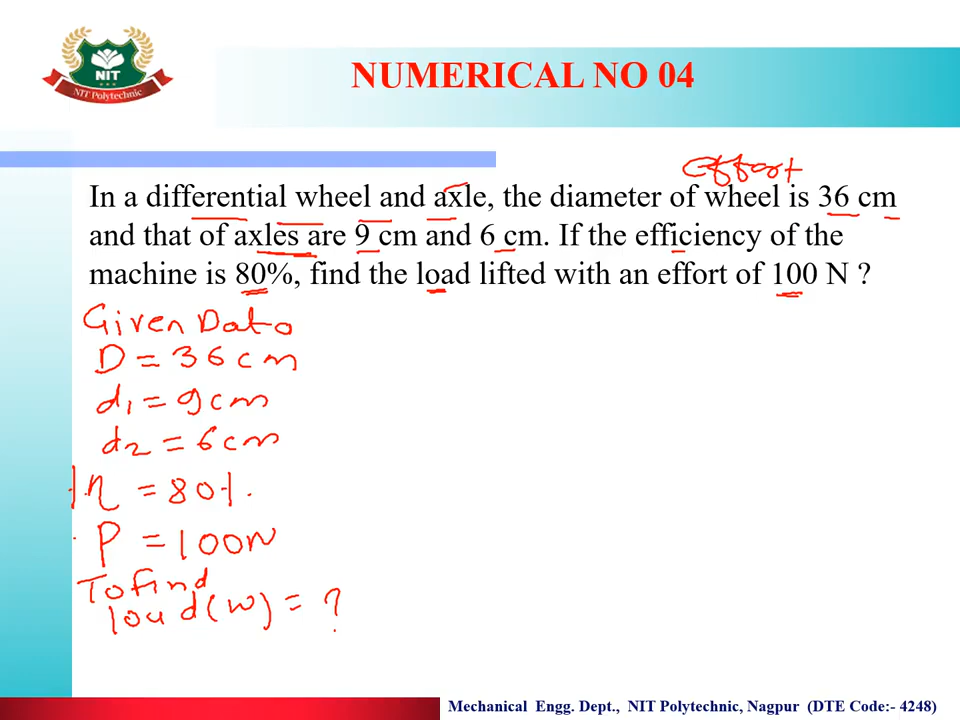 NIT
NIT Polytechnic
NUMERICAL NO 04
effort
In a differential wheel and axle, the diameter of wheel is 36 cm
and that of axles are 9 cm and 6 cm. If the efficiency of the
machine is 80%, find the load lifted with an effort of 100 N ?
Given Data
D = 36 cm
d1 = 9 cm
d2 = 6 cm
% η = 80%.
P = 100N
To find
load (W) = ?
Mechanical Engg. Dept., NIT Polytechnic, Nagpur (DTE Code:- 4248)